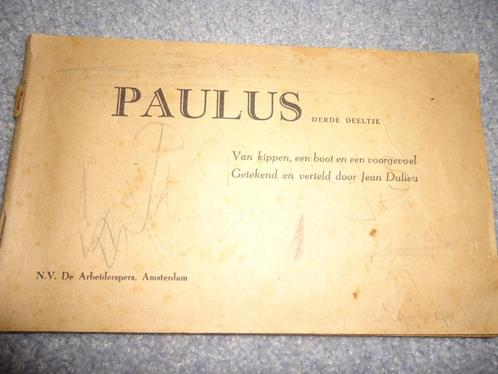 PAULUS DERDE DEELTJE
Van kippen, een boot en een voorgevoel
Getekend en verteld door Jean Dulieu
N.V. De Arbeiderspers, Amsterdam